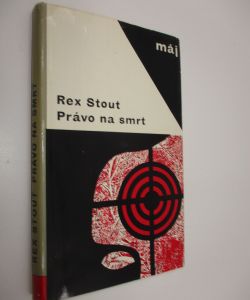 máj
Rex Stout
Právo na smrt
REX STOUT PRÁVO NA SMRT